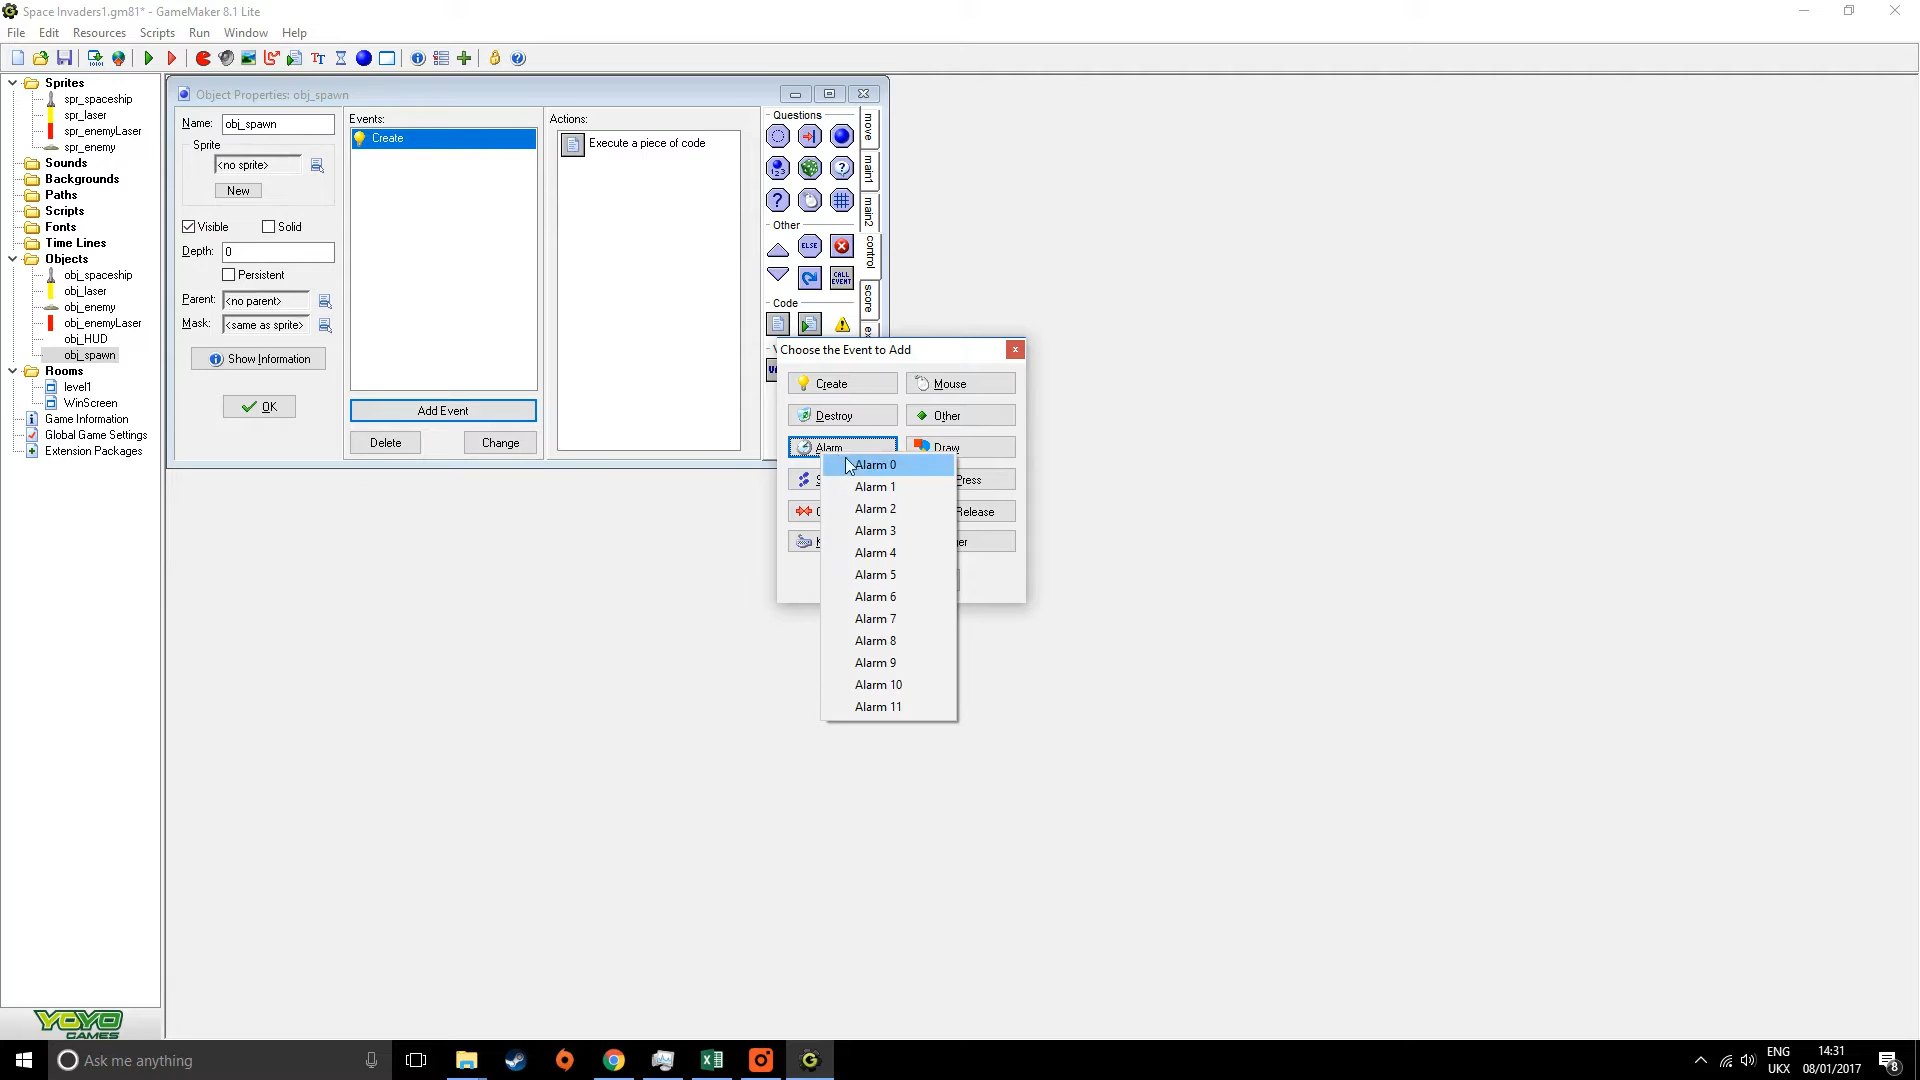 Space Invaders1.gm81* - GameMaker 8.1 Lite
File Edit Resources Scripts Run Window Help
Sprites
spr_spaceship
spr_laser
spr_enemyLaser
spr_enemy
Sounds
Backgrounds
Paths
Scripts
Fonts
Time Lines
Objects
obj_spaceship
obj_laser
obj_enemy
obj_enemyLaser
obj_HUD
obj_spawn
Rooms
level1
WinScreen
Game Information
Global Game Settings
Extension Packages
YOYO
GAMES
Object Properties: obj_spawn
Name: obj_spawn
Sprite
<no sprite>
New
Visible Solid
Depth: 0
Persistent
Parent: <no parent>
Mask: <same as sprite>
Show Information
OK
Events:
Create
Add Event
Delete Change
Actions:
Execute a piece of code
Questions
Other
ELSE
CALL
EVENT
Code
move
main1
main2
control
score
Choose the Event to Add
Create Mouse
Destroy Other
Alarm Draw
Press
Release
Alarm 0
Alarm 1
Alarm 2
Alarm 3
Alarm 4
Alarm 5
Alarm 6
Alarm 7
Alarm 8
Alarm 9
Alarm 10
Alarm 11
Ask me anything
ENG
UKX
14:31
08/01/2017
8